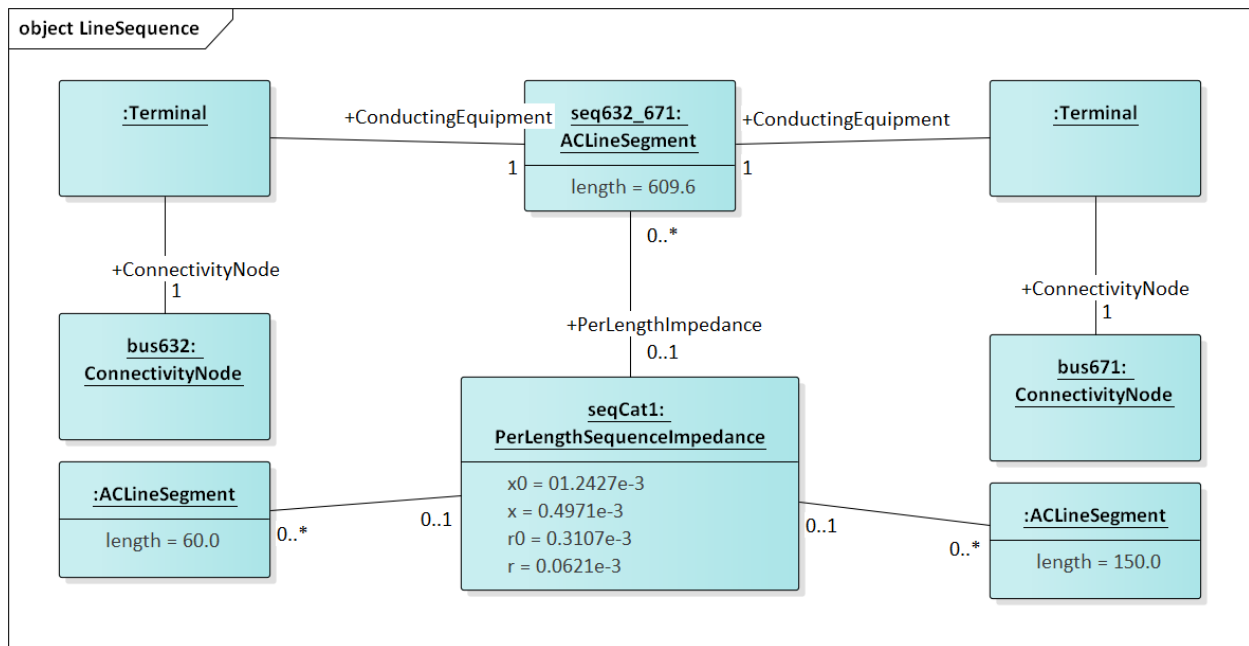 object LineSequence
:Terminal
+ConductingEquipment
1
seq632_671:
ACLineSegment
length = 609.6
+ConductingEquipment
1
:Terminal
0..*
+ConnectivityNode
1
+ConnectivityNode
1
+PerLengthImpedance
0..1
bus632:
ConnectivityNode
bus671:
ConnectivityNode
seqCat1:
PerLengthSequenceImpedance
x0 = 01.2427e-3
x = 0.4971e-3
r0 = 0.3107e-3
r = 0.0621e-3
:ACLineSegment
length = 60.0
0..*
0..1
0..1
0..*
:ACLineSegment
length = 150.0